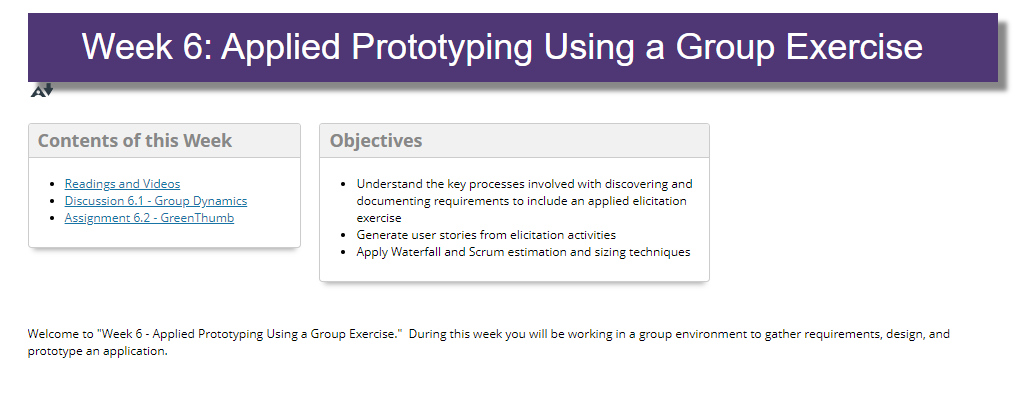 Week 6: Applied Prototyping Using a Group Exercise
A
Contents of this Week
Readings and Videos
Discussion 6.1 - Group Dynamics
Assignment 6.2 - GreenThumb
Objectives
Understand the key processes involved with discovering and
documenting requirements to include an applied elicitation
exercise
Generate user stories from elicitation activities
Apply Waterfall and Scrum estimation and sizing techniques
Welcome to "Week 6 - Applied Prototyping Using a Group Exercise."  During this week you will be working in a group environment to gather requirements, design, and
prototype an application.